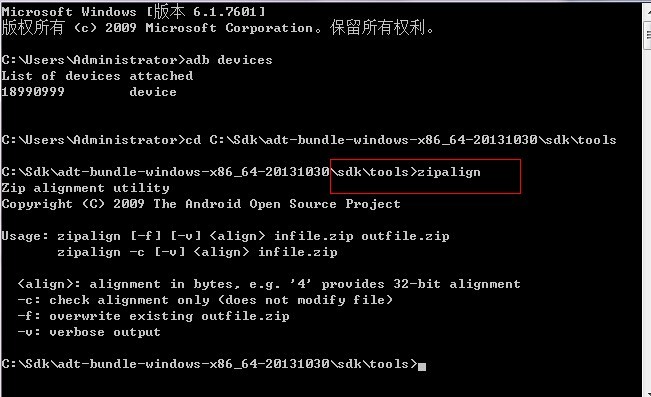 Microsoft Windows [版本 6.1.7601]
版权所有 (c) 2009 Microsoft Corporation。保留所有权利。
C:\Users\Administrator>adb devices
List of devices attached
18990999        device
C:\Users\Administrator>cd C:\Sdk\adt-bundle-windows-x86_64-20131030\sdk\tools
C:\Sdk\adt-bundle-windows-x86_64-20131030\sdk\tools>zipalign
Zip alignment utility
Copyright (C) 2009 The Android Open Source Project
Usage: zipalign [-f] [-v] <align> infile.zip outfile.zip
       zipalign -c [-v] <align> infile.zip
  <align>: alignment in bytes, e.g. '4' provides 32-bit alignment
  -c: check alignment only (does not modify file)
  -f: overwrite existing outfile.zip
  -v: verbose output
C:\Sdk\adt-bundle-windows-x86_64-20131030\sdk\tools>